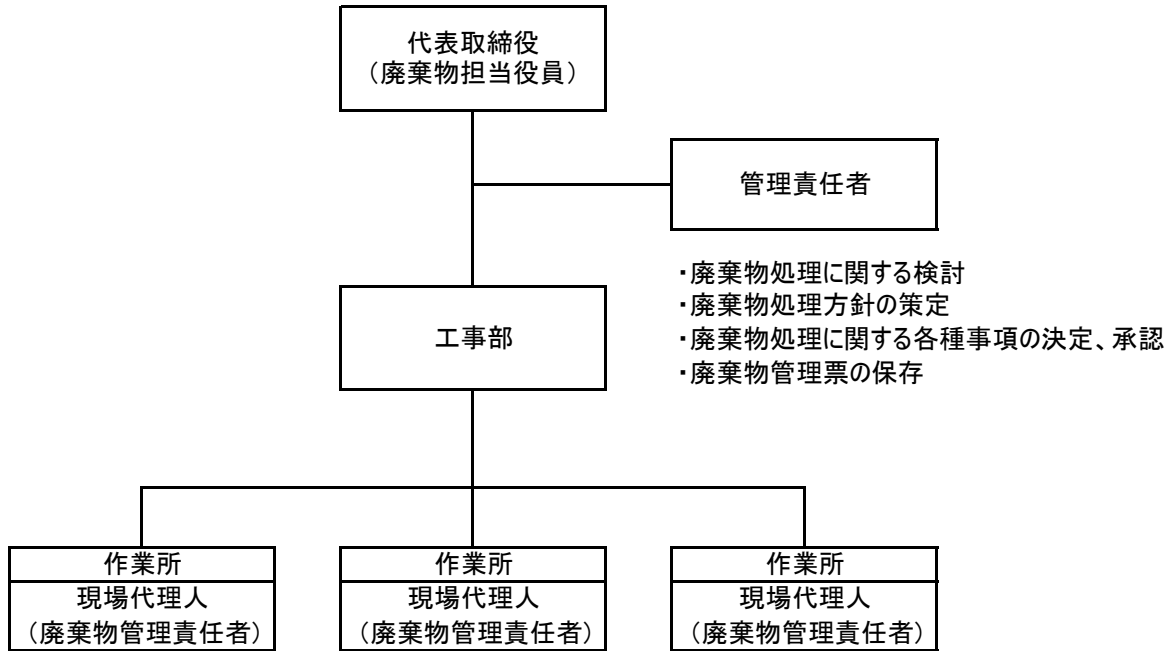 代表取締役
（廃棄物担当役員）
管理責任者
・廃棄物処理に関する検討
・廃棄物処理方針の策定
・廃棄物処理に関する各種事項の決定、承認
・廃棄物管理票の保存
工事部
作業所
現場代理人
（廃棄物管理責任者）
作業所
現場代理人
（廃棄物管理責任者）
作業所
現場代理人
（廃棄物管理責任者）